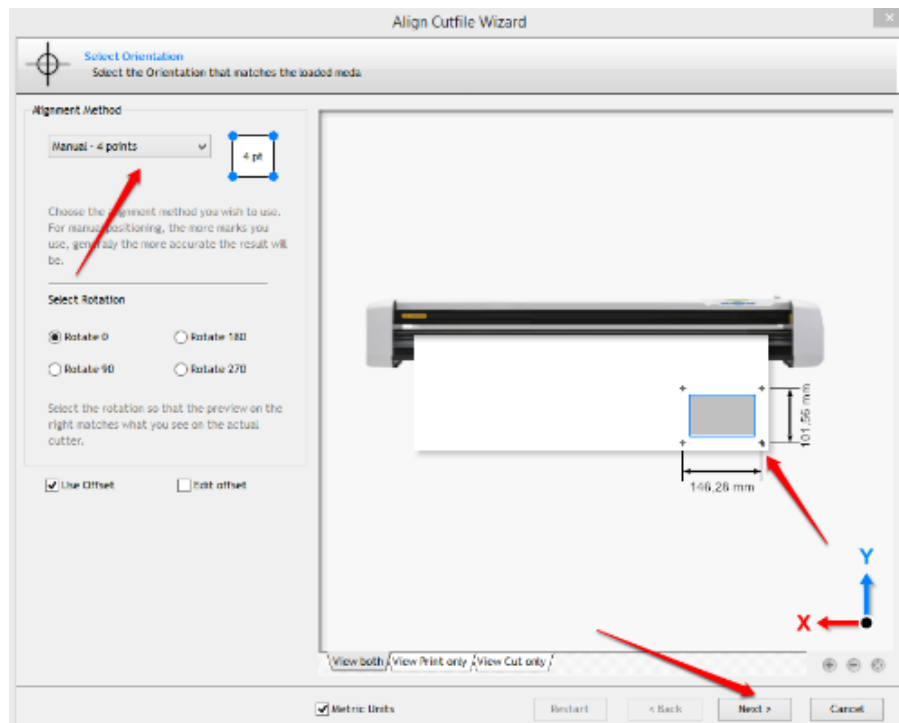 Align Cutfile Wizard
Select Orientation
Select the Orientation that matches the loaded meda
Alignment Method
Manual - 4 points
4 pt
Choose the alignment method you wish to use.
For manual positioning, the more marks you
use, generally the more accurate the result will
be.
Select Rotation
Rotate 0
Rotate 180
Rotate 90
Rotate 270
Select the rotation so that the preview on the
right matches what you see on the actual
cutter.
Use Offset
Edit offset
101,56 mm
146,28 mm
Y
X
View both
View Print only
View Cut only
Metric Units
Restart
< Back
Next >
Cancel